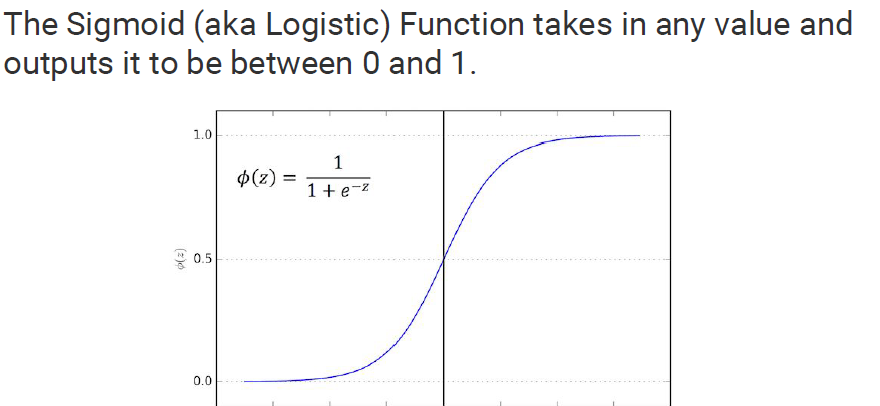 The Sigmoid (aka Logistic) Function takes in any value and
outputs it to be between 0 and 1.
1.0
ϕ(z) = 1 / 1 + e^−z
ϕ(z)
0.5
0.0